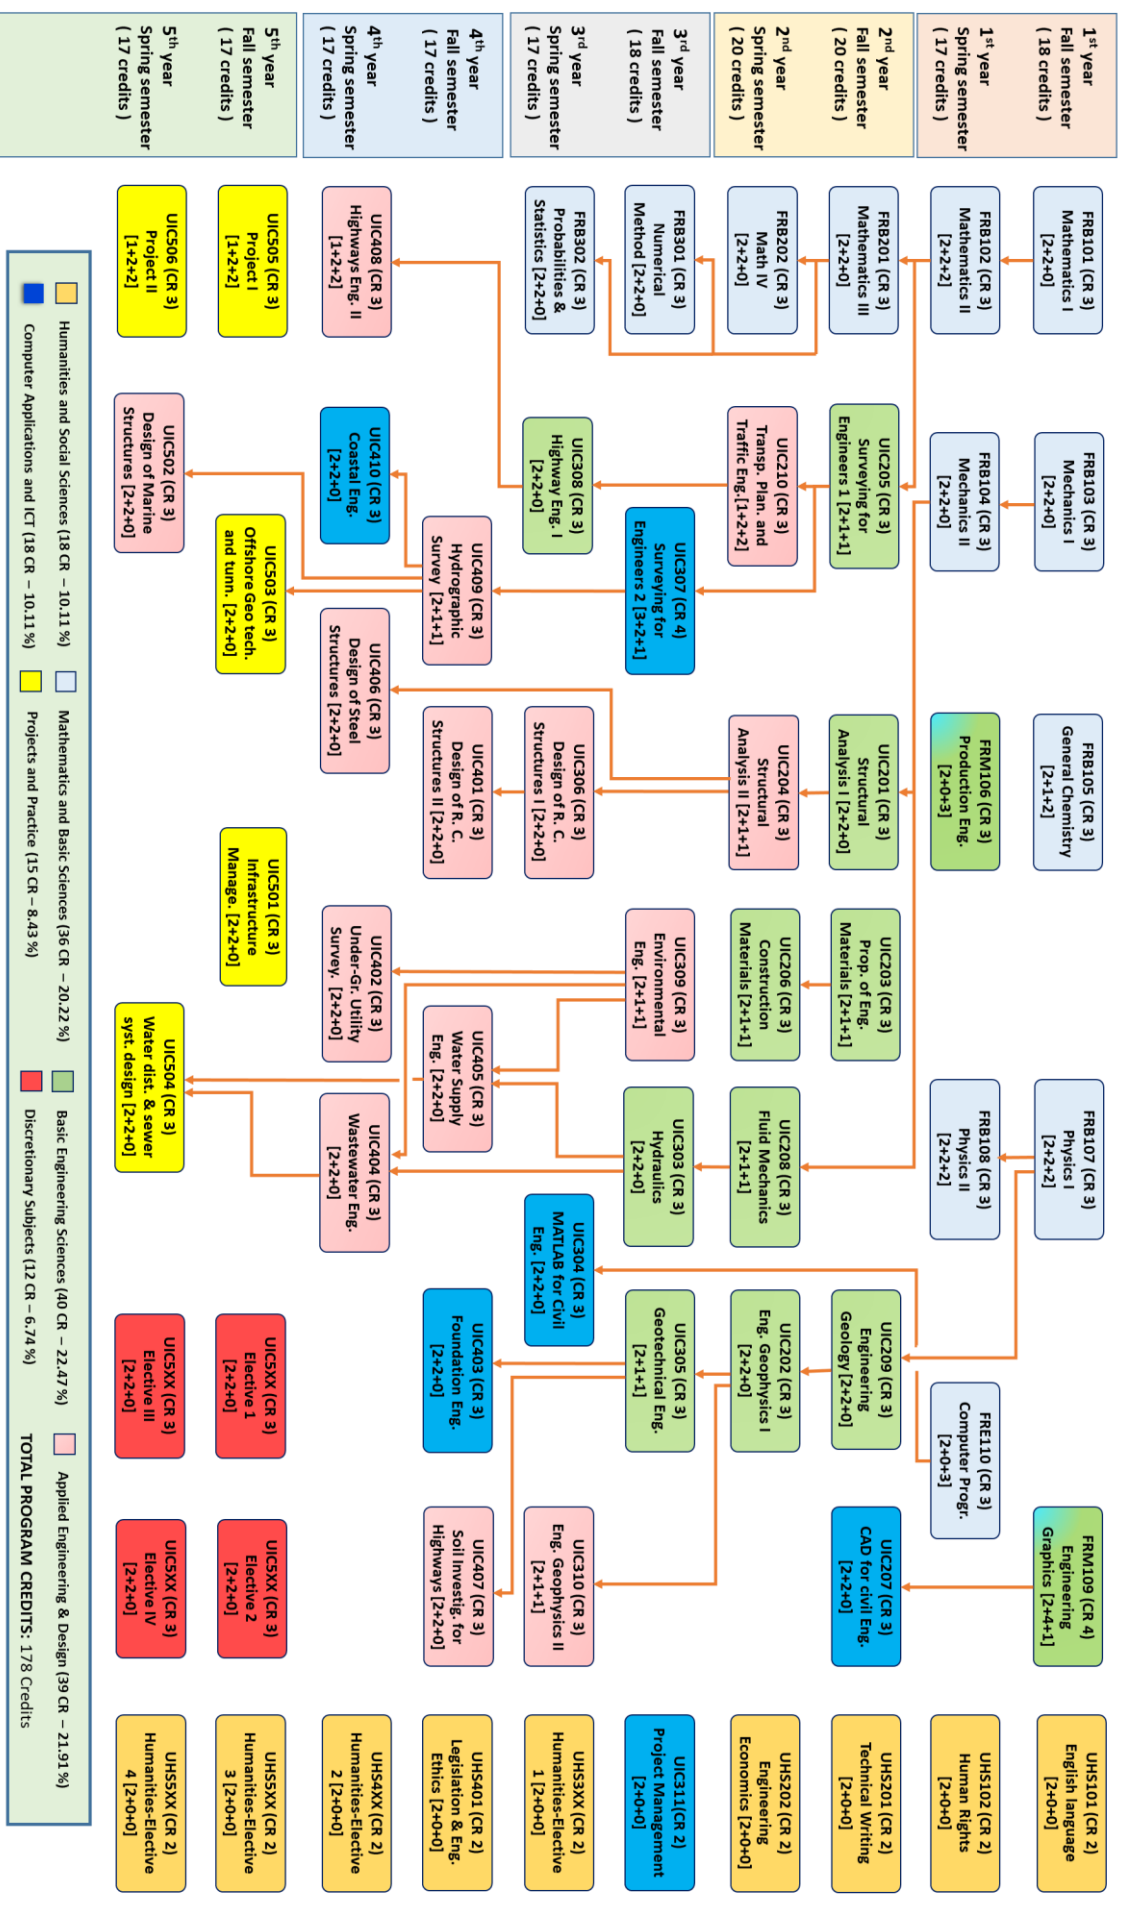 1st year
Fall semester
( 18 credits )
FRB101 (CR 3)
Mathematics I
[2+2+0]
FRB103 (CR 3)
Mechanics I
[2+2+0]
FRB105 (CR 3)
General Chemistry
[2+1+2]
FRB107 (CR 3)
Physics I
[2+2+2]
FRM109 (CR 4)
Engineering
Graphics [2+4+1]
UHS101 (CR 2)
English language
[2+0+0]
1st year
Spring semester
( 17 credits )
FRB102 (CR 3)
Mathematics II
[2+2+2]
FRB104 (CR 3)
Mechanics II
[2+2+0]
FRM106 (CR 3)
Production Eng.
[2+0+3]
FRB108 (CR 3)
Physics II
[2+2+2]
FRE110 (CR 3)
Computer Progr.
[2+0+3]
UHS102 (CR 2)
Human Rights
[2+0+0]
2nd year
Fall semester
( 20 credits )
FRB201 (CR 3)
Mathematics III
[2+2+0]
UIC205 (CR 3)
Surveying for
Engineers 1 [2+1+1]
UIC201 (CR 3)
Structural
Analysis I [2+2+0]
UIC203 (CR 3)
Prop. of Eng.
Materials [2+1+1]
UIC209 (CR 3)
Engineering
Geology [2+2+0]
UIC207 (CR 3)
CAD for civil Eng.
[2+2+0]
UHS201 (CR 2)
Technical Writing
[2+0+0]
2nd year
Spring semester
( 20 credits )
FRB202 (CR 3)
Math IV
[2+2+0]
UIC210 (CR 3)
Transp. Plan. and
Traffic Eng.[1+2+2]
UIC204 (CR 3)
Structural
Analysis II [2+1+1]
UIC206 (CR 3)
Construction
Materials [2+1+1]
UIC208 (CR 3)
Fluid Mechanics
[2+1+1]
UIC202 (CR 3)
Eng. Geophysics I
[2+2+0]
UHS202 (CR 2)
Engineering
Economics [2+0+0]
3rd year
Fall semester
( 18 credits )
FRB301 (CR 3)
Numerical
Method [2+2+0]
UIC307 (CR 4)
Surveying for
Engineers 2 [3+2+1]
UIC309 (CR 3)
Environmental
Eng. [2+1+1]
UIC303 (CR 3)
Hydraulics
[2+2+0]
UIC305 (CR 3)
Geotechnical Eng.
[2+1+1]
UIC311(CR 2)
Project Management
[2+0+0]
3rd year
Spring semester
( 17 credits )
FRB302 (CR 3)
Probabilities &
Statistics [2+2+0]
UIC308 (CR 3)
Highway Eng. I
[2+2+0]
UIC306 (CR 3)
Design of R. C.
Structures I [2+2+0]
UIC304 (CR 3)
MATLAB for Civil
Eng. [2+2+0]
UIC310 (CR 3)
Eng. Geophysics II
[2+1+1]
UHS3XX (CR 2)
Humanities-Elective
1 [2+0+0]
4th year
Fall semester
( 17 credits )
UIC409 (CR 3)
Hydrographic
Survey [2+1+1]
UIC401 (CR 3)
Design of R. C.
Structures II [2+2+0]
UIC405 (CR 3)
Water Supply
Eng. [2+2+0]
UIC403 (CR 3)
Foundation Eng.
[2+2+0]
UIC407 (CR 3)
Soil Investig. for
Highways [2+2+0]
UHS401 (CR 2)
Legislation & Eng.
Ethics [2+0+0]
4th year
Spring semester
( 17 credits )
UIC408 (CR 3)
Highways Eng. II
[1+2+2]
UIC410 (CR 3)
Coastal Eng.
[2+2+0]
UIC406 (CR 3)
Design of Steel
Structures [2+2+0]
UIC402 (CR 3)
Under-Gr. Utility
Survey. [2+2+0]
UIC404 (CR 3)
Wastewater Eng.
[2+2+0]
UHS4XX (CR 2)
Humanities-Elective
2 [2+0+0]
5th year
Fall semester
( 17 credits )
UIC505 (CR 3)
Project I
[1+2+2]
UIC503 (CR 3)
Offshore Geo tech.
and tunn. [2+2+0]
UIC501 (CR 3)
Infrastructure
Manage. [2+2+0]
UIC5XX (CR 3)
Elective 1
[2+2+0]
UIC5XX (CR 3)
Elective 2
[2+2+0]
UHS5XX (CR 2)
Humanities-Elective
3 [2+0+0]
5th year
Spring semester
( 17 credits )
UIC506 (CR 3)
Project II
[1+2+2]
UIC502 (CR 3)
Design of Marine
Structures [2+2+0]
UIC504 (CR 3)
Water dist. & sewer
syst. design [2+2+0]
UIC5XX (CR 3)
Elective III
[2+2+0]
UIC5XX (CR 3)
Elective IV
[2+2+0]
UHS5XX (CR 2)
Humanities-Elective
4 [2+0+0]
Humanities and Social Sciences (18 CR – 10.11 %)
Mathematics and Basic Sciences (36 CR – 20.22 %)
Basic Engineering Sciences (40 CR – 22.47 %)
Applied Engineering & Design (39 CR – 21.91 %)
Computer Applications and ICT (18 CR – 10.11 %)
Projects and Practice (15 CR – 8.43 %)
Discretionary Subjects (12 CR – 6.74 %)
TOTAL PROGRAM CREDITS: 178 Credits